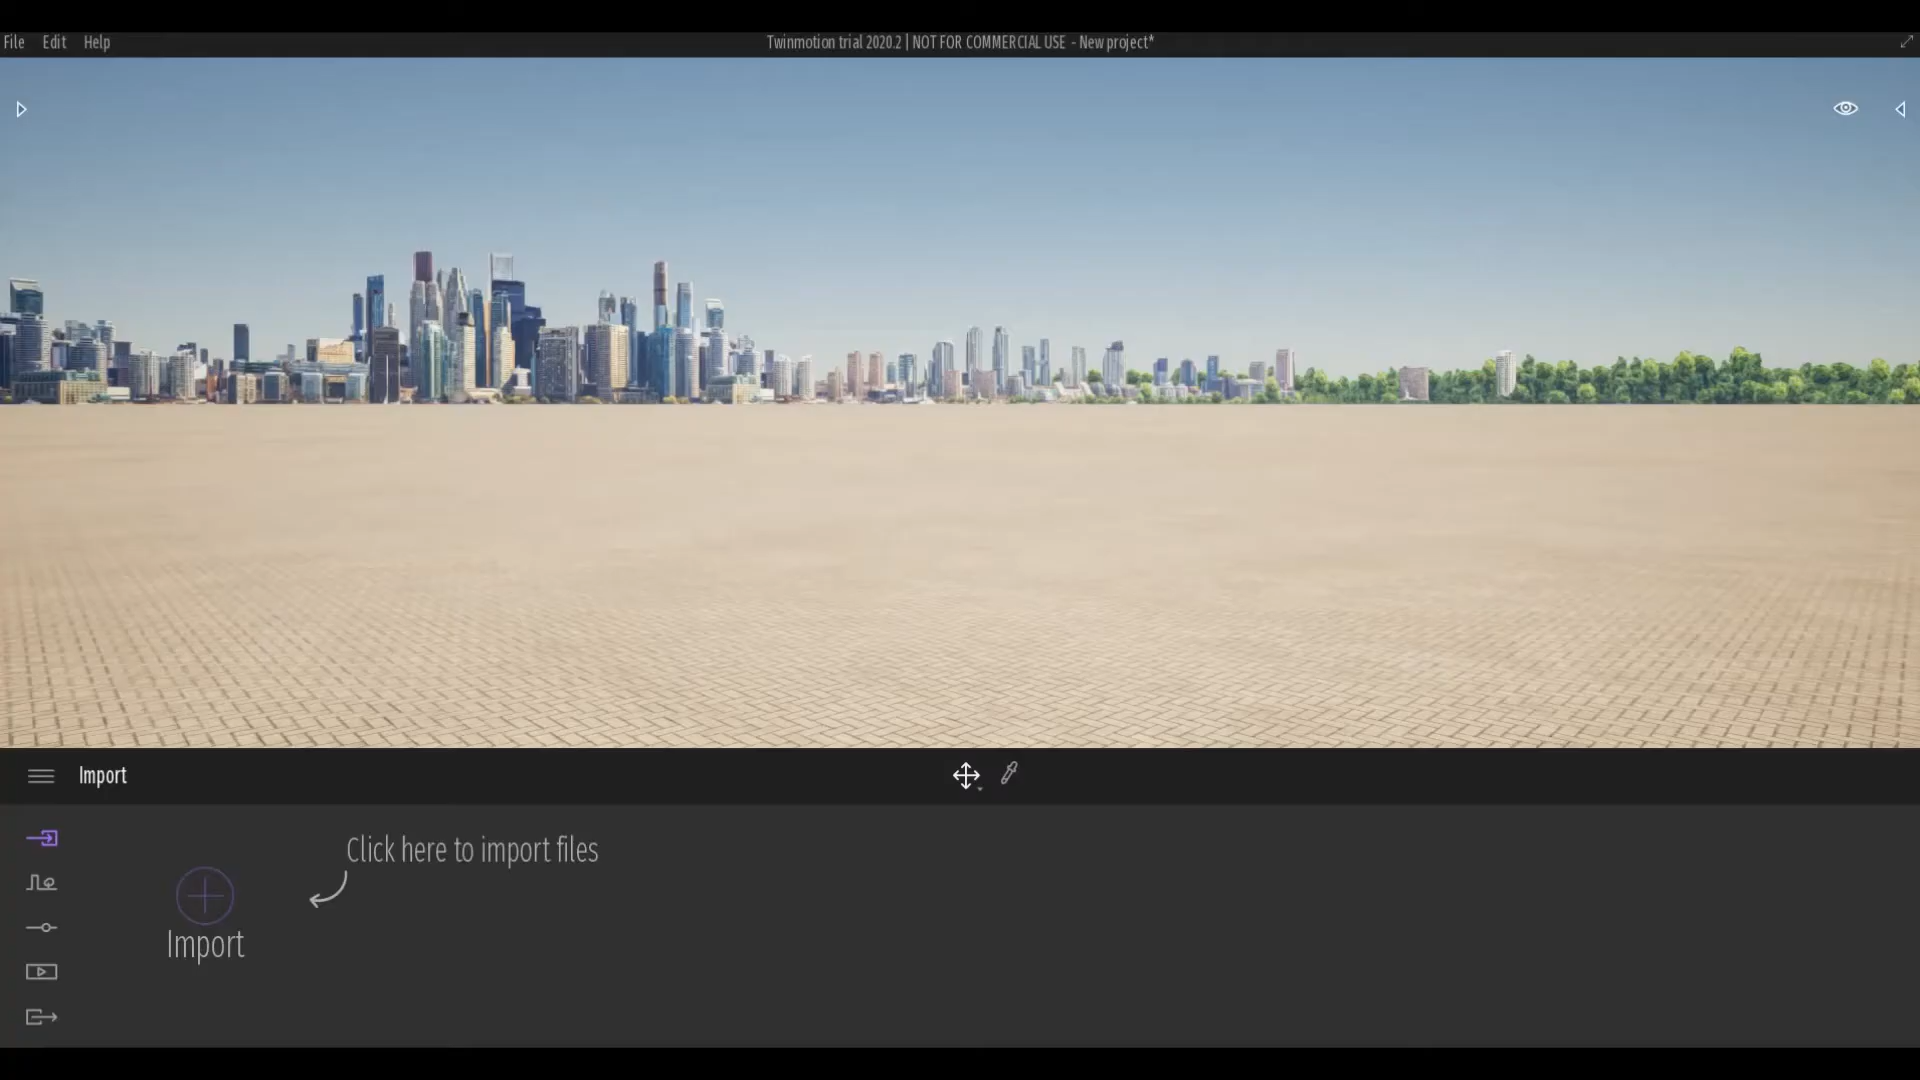 File Edit Help
Twinmotion trial 2020.2 | NOT FOR COMMERCIAL USE - New project*
Import
Click here to import files
Import